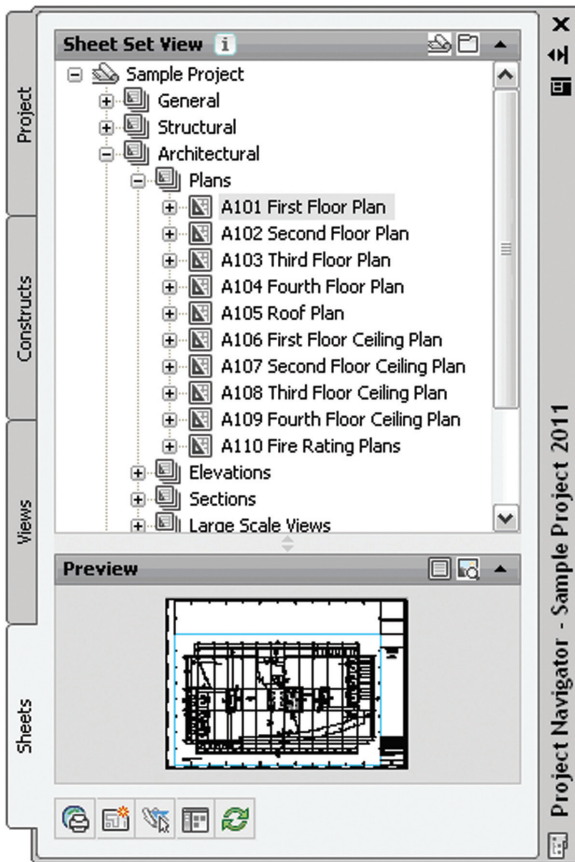 Sheet Set View
Sample Project
General
Structural
Architectural
Plans
A101 First Floor Plan
A102 Second Floor Plan
A103 Third Floor Plan
A104 Fourth Floor Plan
A105 Roof Plan
A106 First Floor Ceiling Plan
A107 Second Floor Ceiling Plan
A108 Third Floor Ceiling Plan
A109 Fourth Floor Ceiling Plan
A110 Fire Rating Plans
Elevations
Sections
Large Scale Views
Preview
Project
Constructs
Views
Sheets
Project Navigator - Sample Project 2011